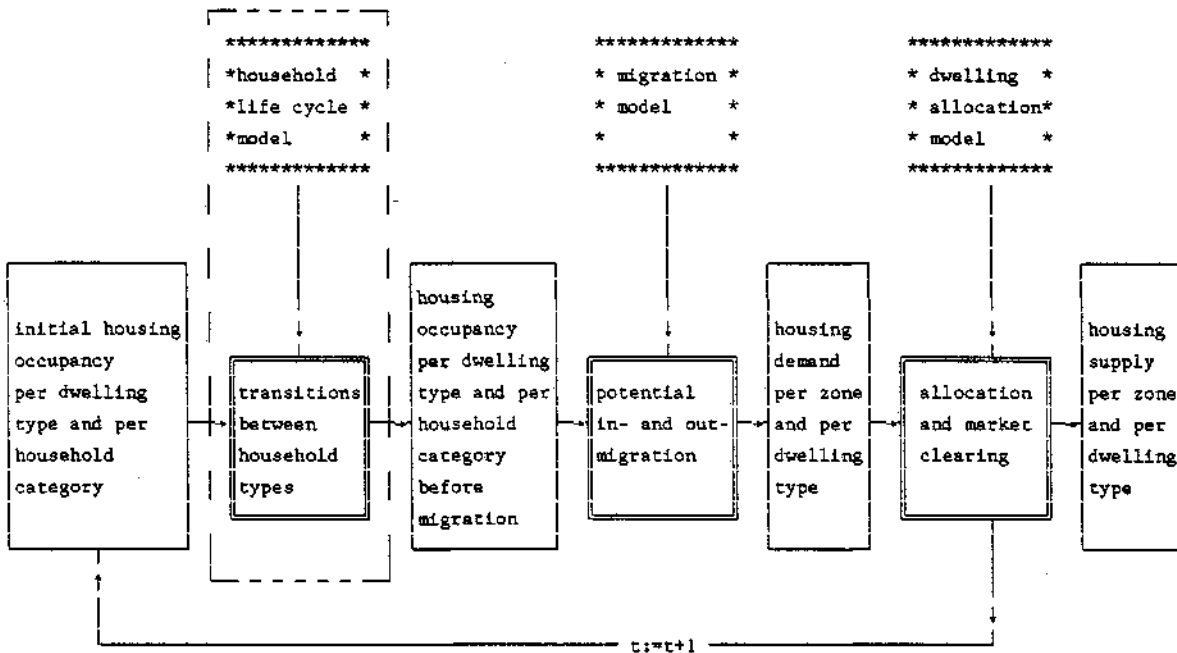 *************
*household *
*life cycle *
*model *
*************
*************
* migration *
* model *
* *
*************
*************
* dwelling *
* allocation*
* model *
*************
initial housing
occupancy
per dwelling
type and per
household
category
transitions
between
household
types
housing
occupancy
per dwelling
type and per
household
category
before
migration
potential
in- and out-
migration
housing
demand
per zone
and per
dwelling
type
allocation
and market
clearing
housing
supply
per zone
and per
dwelling
type
t:=t+1